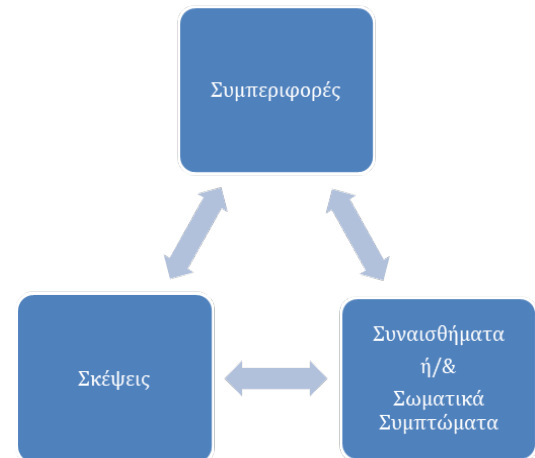 Συμπεριφορές
Σκέψεις
Συναισθήματα
ή/&
Σωματικά
Συμπτώματα